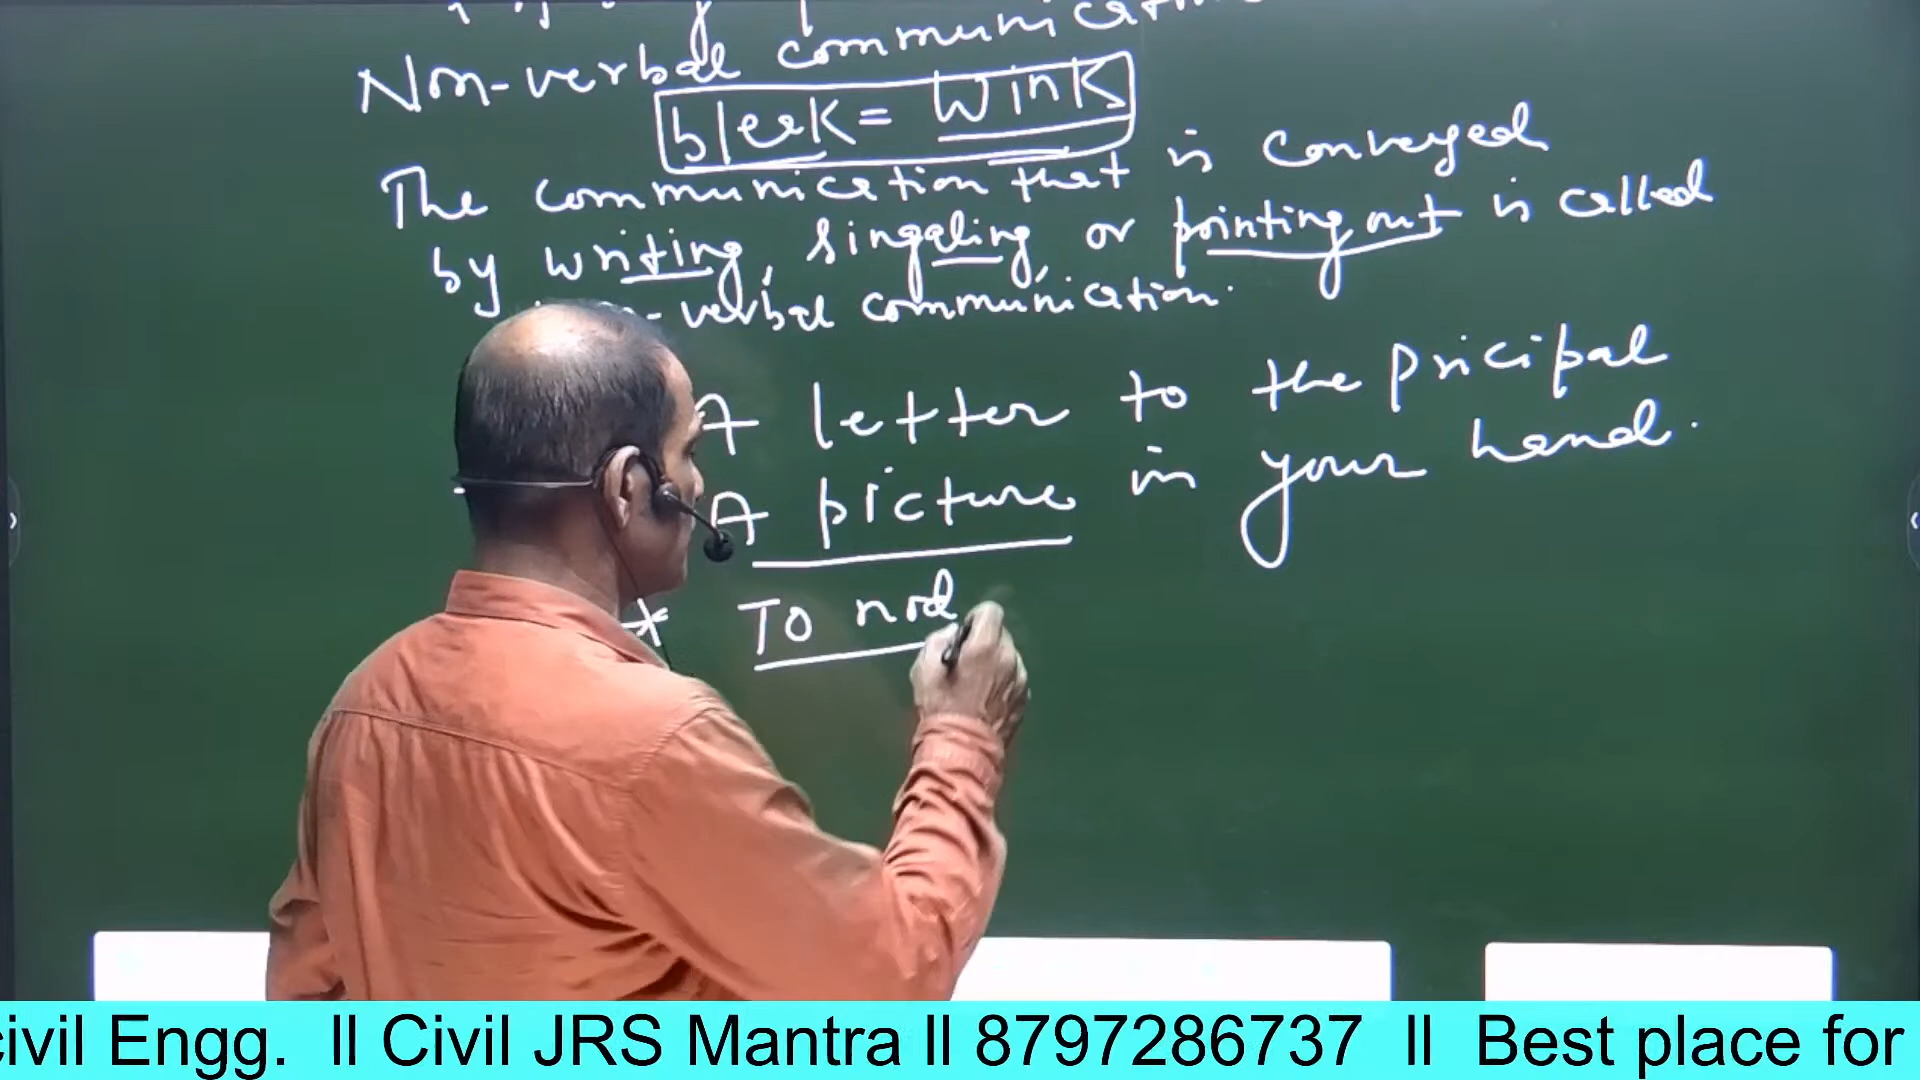 Non-verbal communication
bleak = Wink
The communication that is conveyed
by writing, singaling, or pointing out is called
-verbal communication.
A letter to the pricipal
A picture in your hand.
* To nod
civil Engg. ll Civil JRS Mantra ll 8797286737 ll Best place for